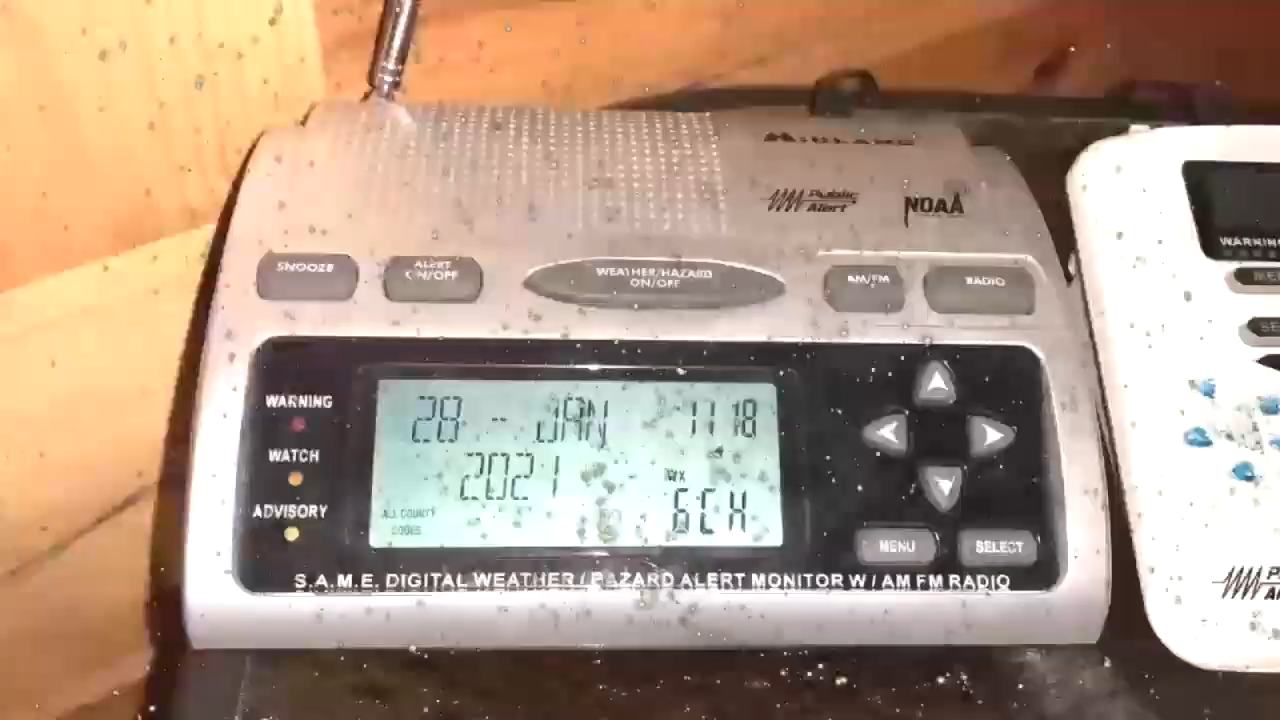 MIDLAND
Public
Alert
NOAA
SNOOZE
ALERT
ON/OFF
WEATHER/HAZARD
ON/OFF
AM/FM
RADIO
WARNING
WATCH
ADVISORY
28 - JAN 11 18
2021
WX
6CH
ALL COUNTY
CODES
MENU
SELECT
S.A.M.E. DIGITAL WEATHER / HAZARD ALERT MONITOR W / AM FM RADIO
WARNIN